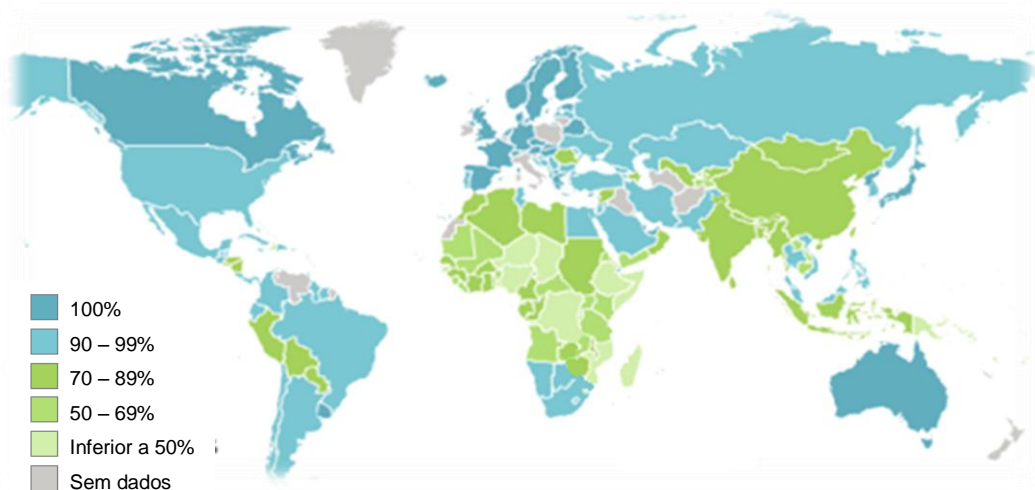 100%
90 – 99%
70 – 89%
50 – 69%
Inferior a 50%
Sem dados